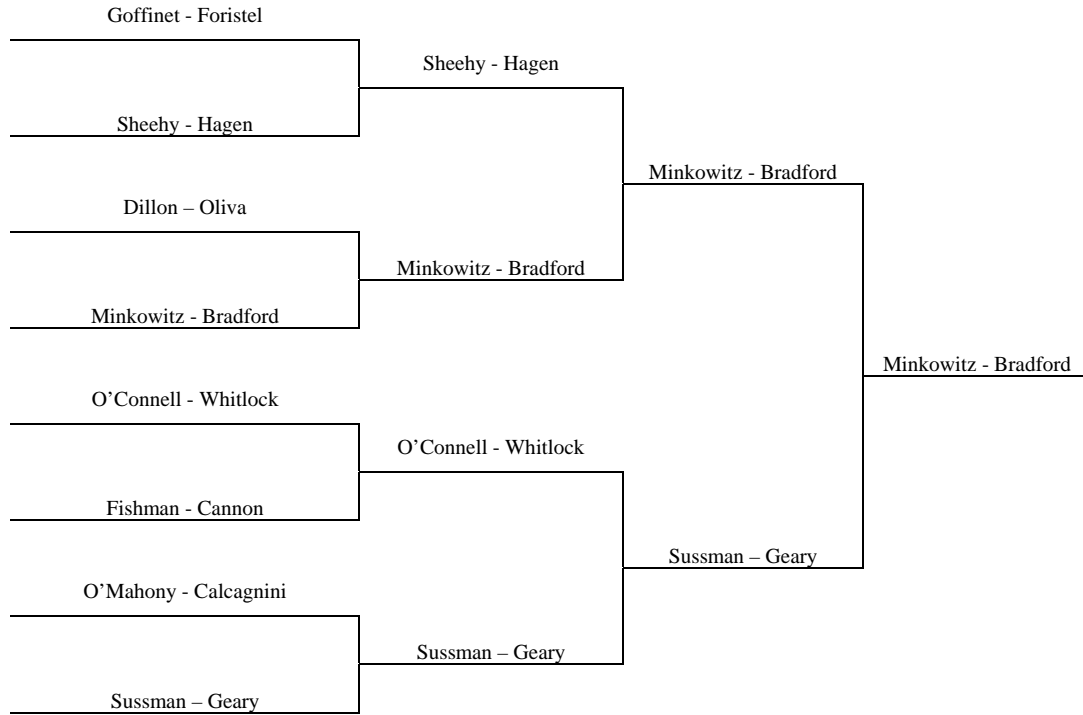 Goffinet - Foristel
Sheehy - Hagen
Sheehy - Hagen
Minkowitz - Bradford
Dillon – Oliva
Minkowitz - Bradford
Minkowitz - Bradford
Minkowitz - Bradford
O’Connell - Whitlock
O’Connell - Whitlock
Fishman - Cannon
Sussman – Geary
O’Mahony - Calcagnini
Sussman – Geary
Sussman – Geary